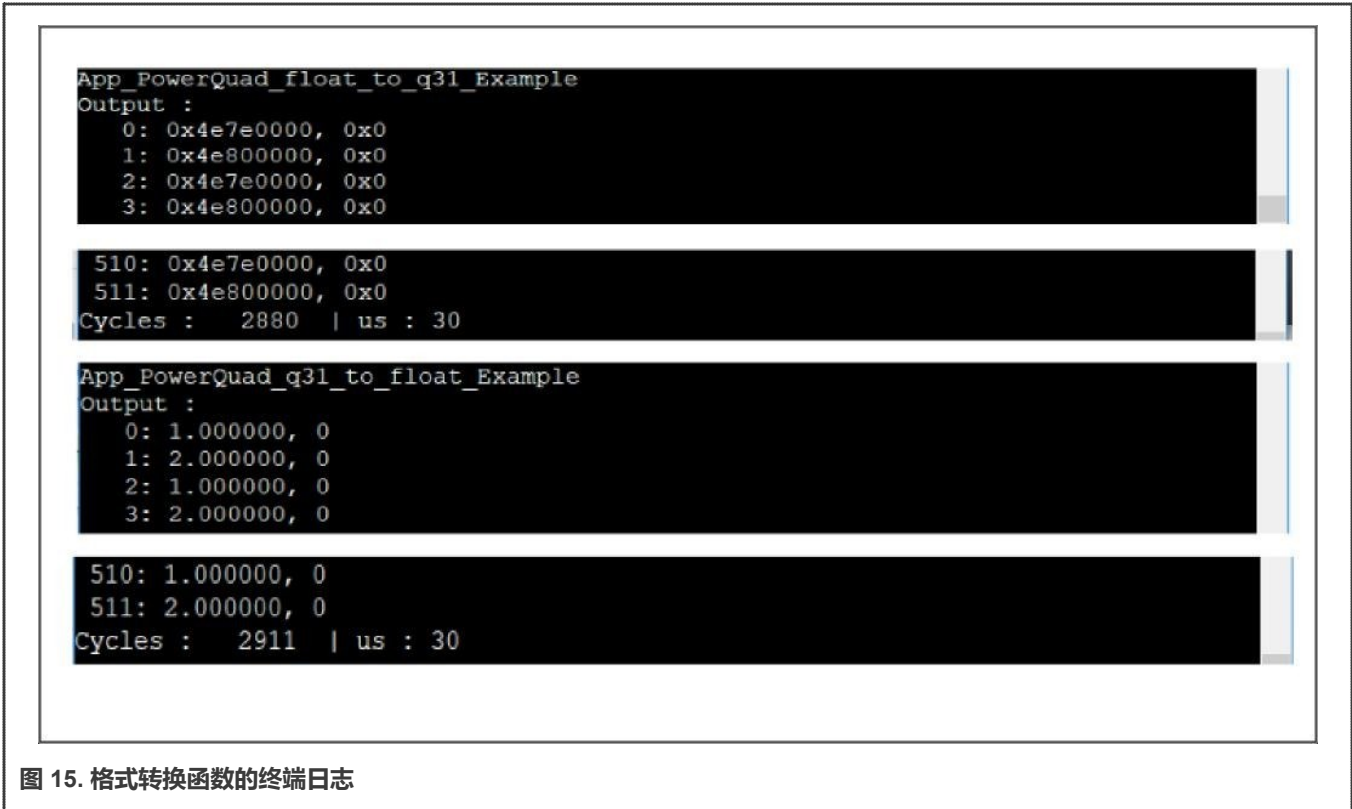 App_PowerQuad_float_to_q31_Example
Output :
0: 0x4e7e0000, 0x0
1: 0x4e800000, 0x0
2: 0x4e7e0000, 0x0
3: 0x4e800000, 0x0
510: 0x4e7e0000, 0x0
511: 0x4e800000, 0x0
Cycles : 2880 | us : 30
App_PowerQuad_q31_to_float_Example
Output :
0: 1.000000, 0
1: 2.000000, 0
2: 1.000000, 0
3: 2.000000, 0
510: 1.000000, 0
511: 2.000000, 0
Cycles : 2911 | us : 30
图 15. 格式转换函数的终端日志